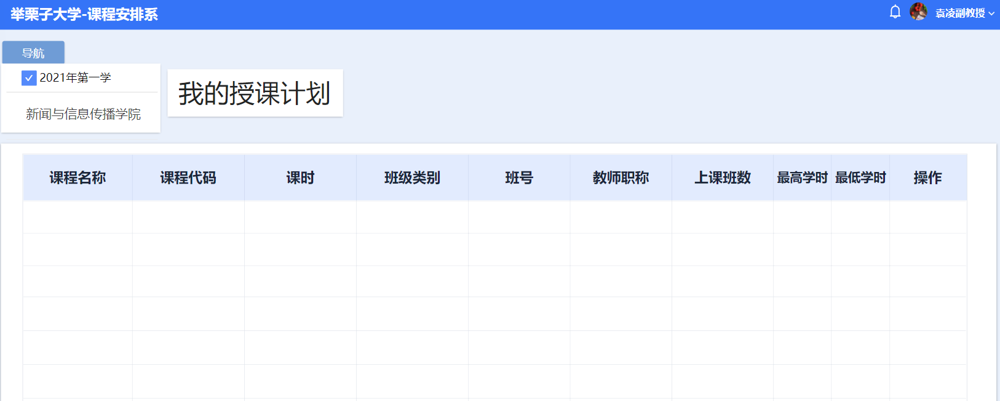 举栗子大学-课程安排系
袁凌副教授
导航
2021年第一学
新闻与信息传播学院
我的授课计划
课程名称 课程代码 课时 班级类别 班号 教师职称 上课班数 最高学时 最低学时 操作